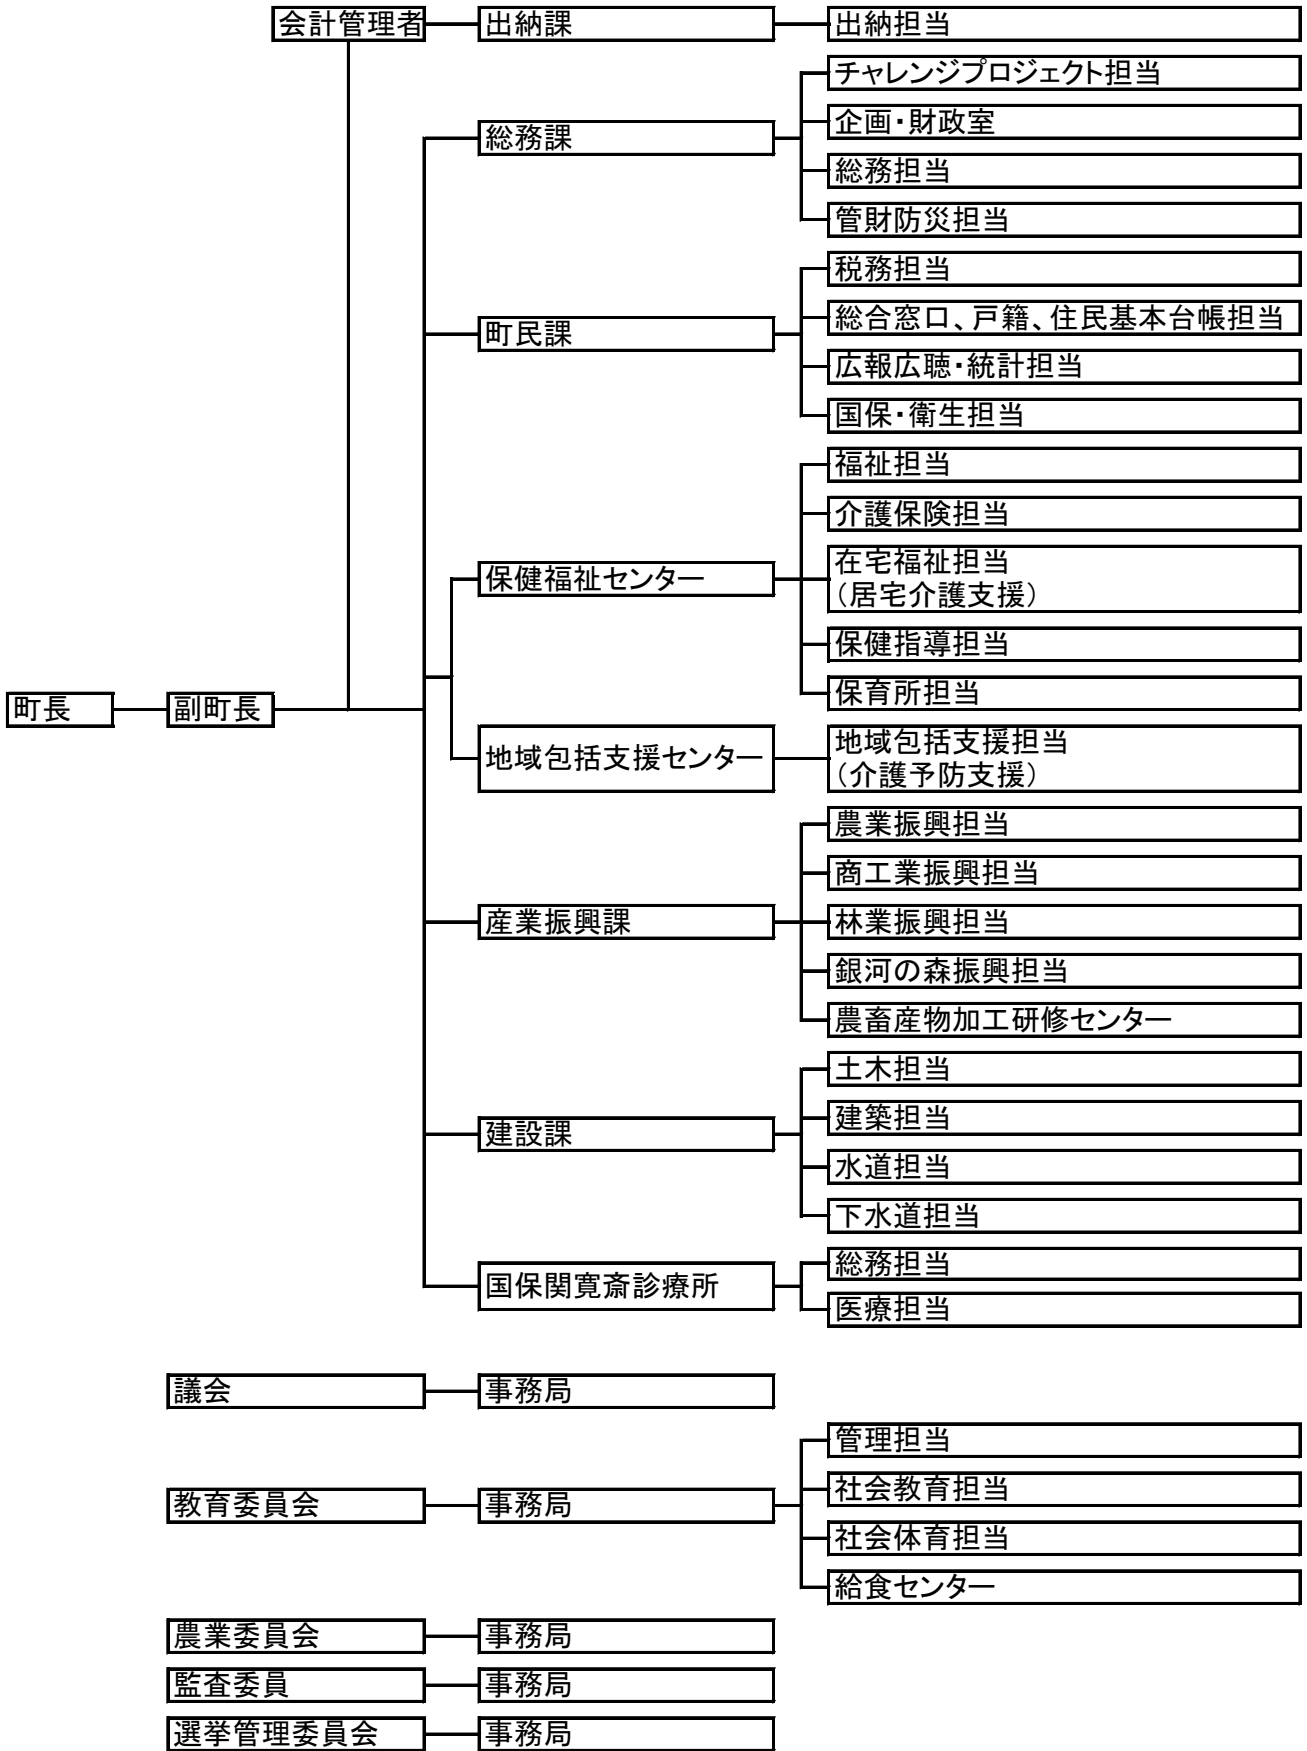 会計管理者
出納課
出納担当
総務課
チャレンジプロジェクト担当
企画・財政室
総務担当
管財防災担当
町民課
税務担当
総合窓口、戸籍、住民基本台帳担当
広報広聴・統計担当
国保・衛生担当
町長
副町長
保健福祉センター
福祉担当
介護保険担当
在宅福祉担当
（居宅介護支援）
保健指導担当
保育所担当
地域包括支援センター
地域包括支援担当
（介護予防支援）
産業振興課
農業振興担当
商工業振興担当
林業振興担当
銀河の森振興担当
農畜産物加工研修センター
建設課
土木担当
建築担当
水道担当
下水道担当
国保関寛斎診療所
総務担当
医療担当
議会
事務局
教育委員会
事務局
管理担当
社会教育担当
社会体育担当
給食センター
農業委員会
事務局
監査委員
事務局
選挙管理委員会
事務局